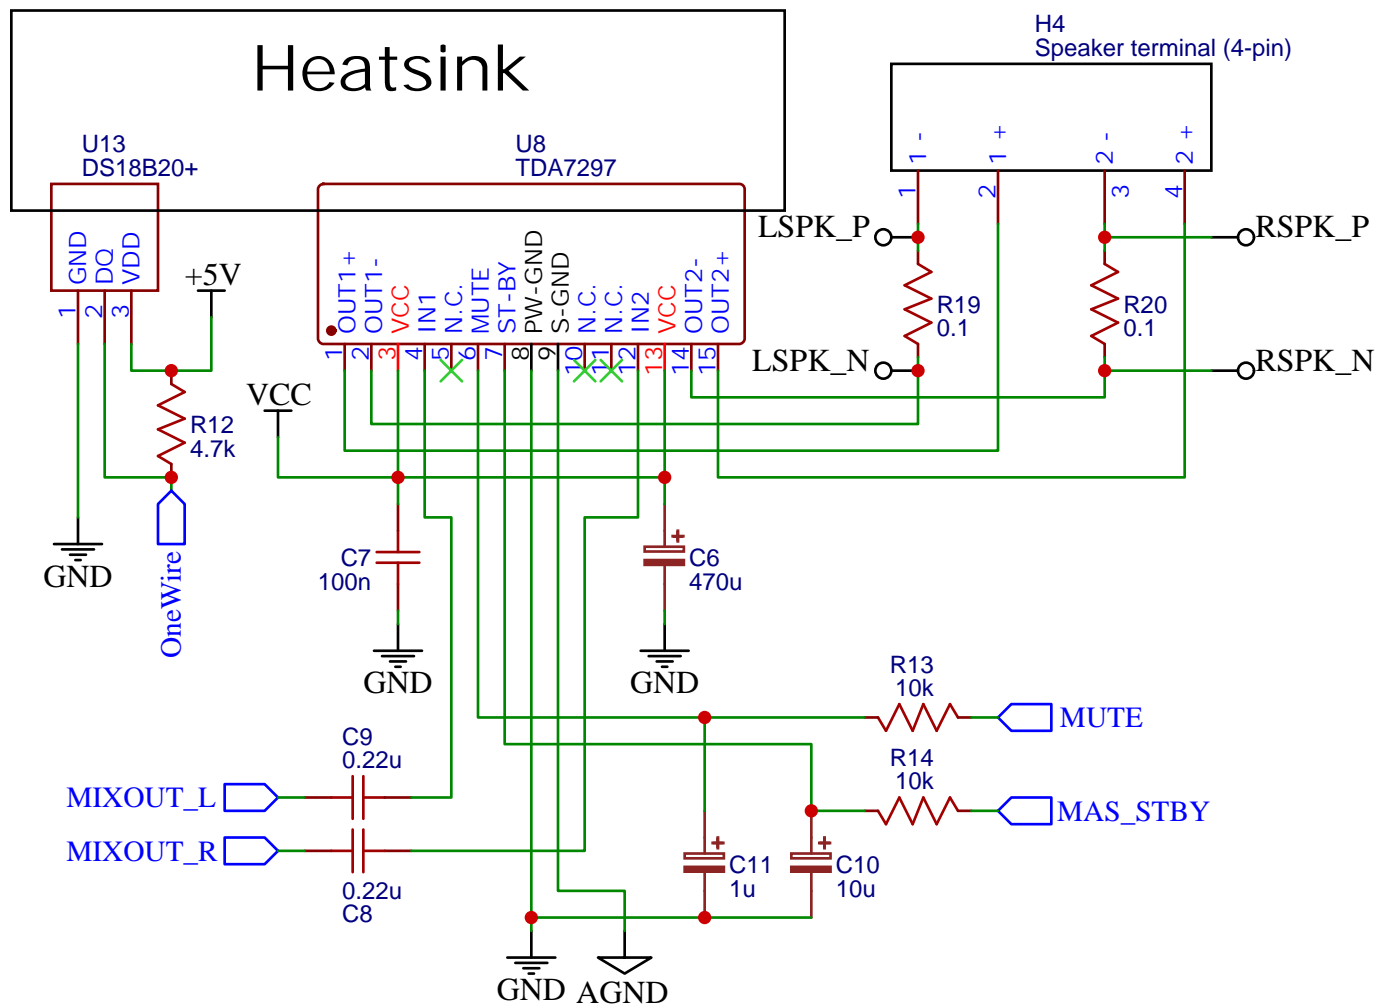 Heatsink
H4
Speaker terminal (4-pin)
1 -
1 +
2 -
2 +
1
2
3
4
U13
DS18B20+
GND
DQ
VDD
1
2
3
+5V
U8
TDA7297
OUT1+
OUT1-
VCC
IN1
N.C.
MUTE
ST-BY
PW-GND
S-GND
N.C.
N.C.
IN2
VCC
OUT2-
OUT2+
1
2
3
4
5
6
7
8
9
10
11
12
13
14
15
LSPK_P
RSPK_P
R19
0.1
R20
0.1
LSPK_N
RSPK_N
VCC
R12
4.7k
GND
OneWire
C7
100n
GND
+
C6
470u
GND
R13
10k
MUTE
R14
10k
MAS_STBY
C9
0.22u
MIXOUT_L
MIXOUT_R
0.22u
C8
+
C11
1u
+
C10
10u
GND
AGND